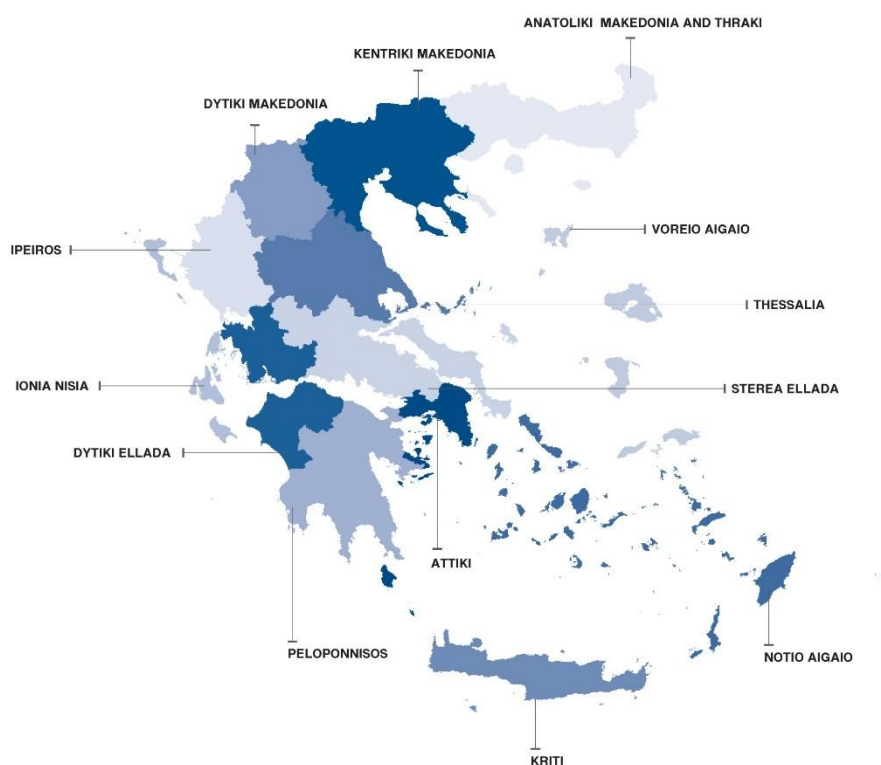 ANATOLIKI MAKEDONIA AND THRAKI
KENTRIKI MAKEDONIA
DYTIKI MAKEDONIA
VOREIO AIGAIO
IPEIROS
THESSALIA
IONIA NISIA
STEREA ELLADA
DYTIKI ELLADA
ATTIKI
PELOPONNISOS
NOTIO AIGAIO
KRITI